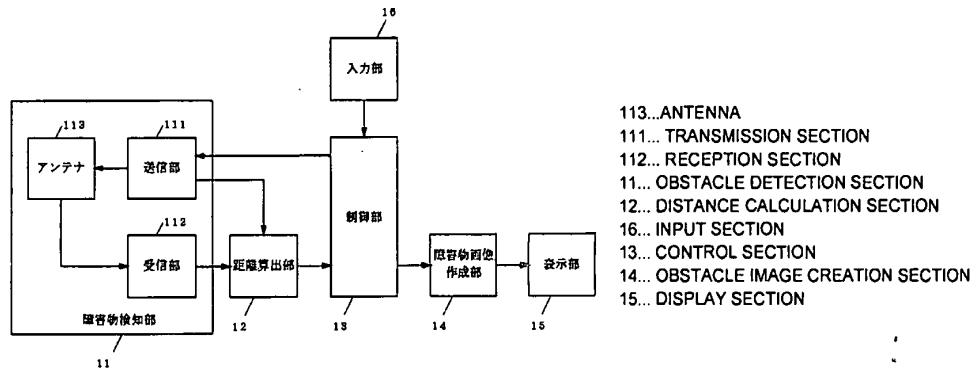 16
入力部
113
111
アンテナ
送信部
112
制御部
受信部
距離算出部
障害物画像
作成部
表示部
障害物検知部
12
13
14
15
11
113...ANTENNA
111... TRANSMISSION SECTION
112... RECEPTION SECTION
11... OBSTACLE DETECTION SECTION
12... DISTANCE CALCULATION SECTION
16... INPUT SECTION
13... CONTROL SECTION
14... OBSTACLE IMAGE CREATION SECTION
15... DISPLAY SECTION